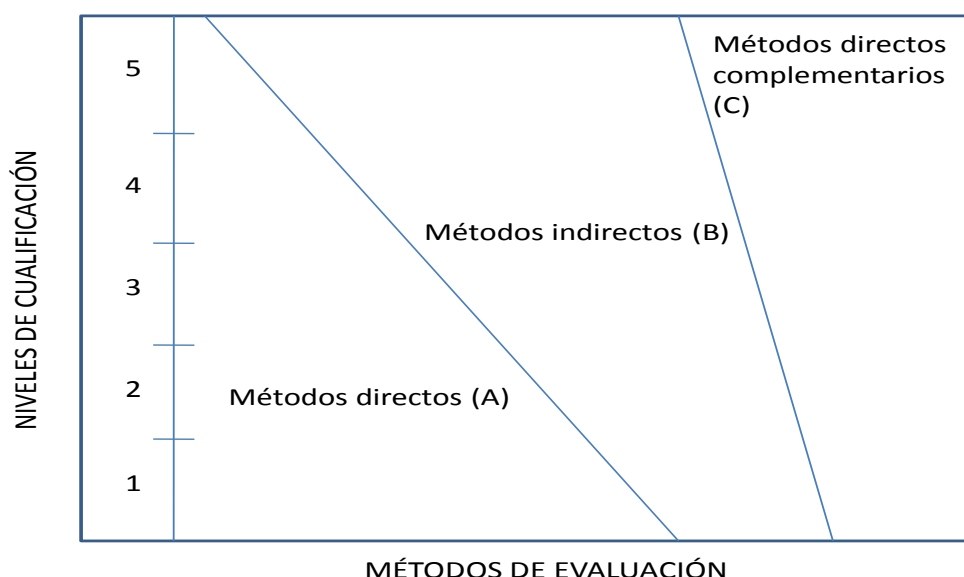 NIVELES DE CUALIFICACIÓN
5
4
3
2
1
Métodos directos
complementarios
(C)
Métodos indirectos (B)
Métodos directos (A)
MÉTODOS DE EVALUACIÓN